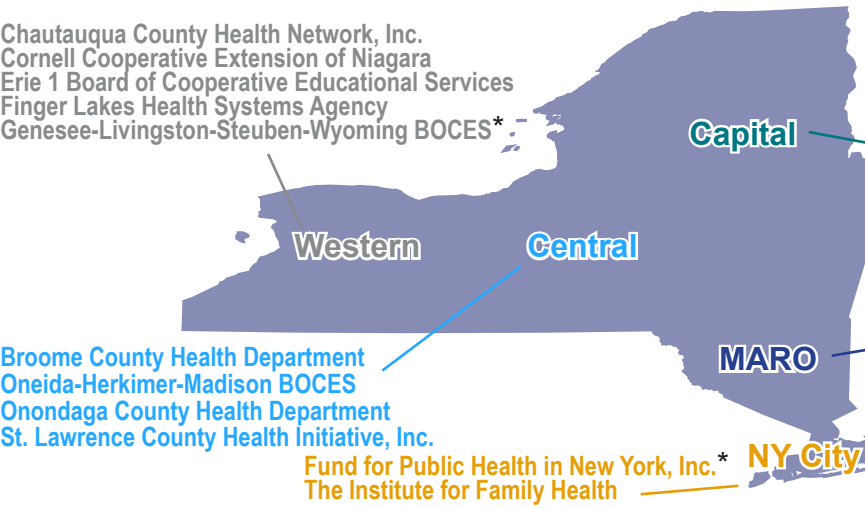 Chautauqua County Health Network, Inc.
Cornell Cooperative Extension of Niagara
Erie 1 Board of Cooperative Educational Services
Finger Lakes Health Systems Agency
Genesee-Livingston-Steuben-Wyoming BOCES*
Capital
Western
Central
Broome County Health Department
Oneida-Herkimer-Madison BOCES
Onondaga County Health Department
St. Lawrence County Health Initiative, Inc.
MARO
Fund for Public Health in New York, Inc.*
The Institute for Family Health
NY City